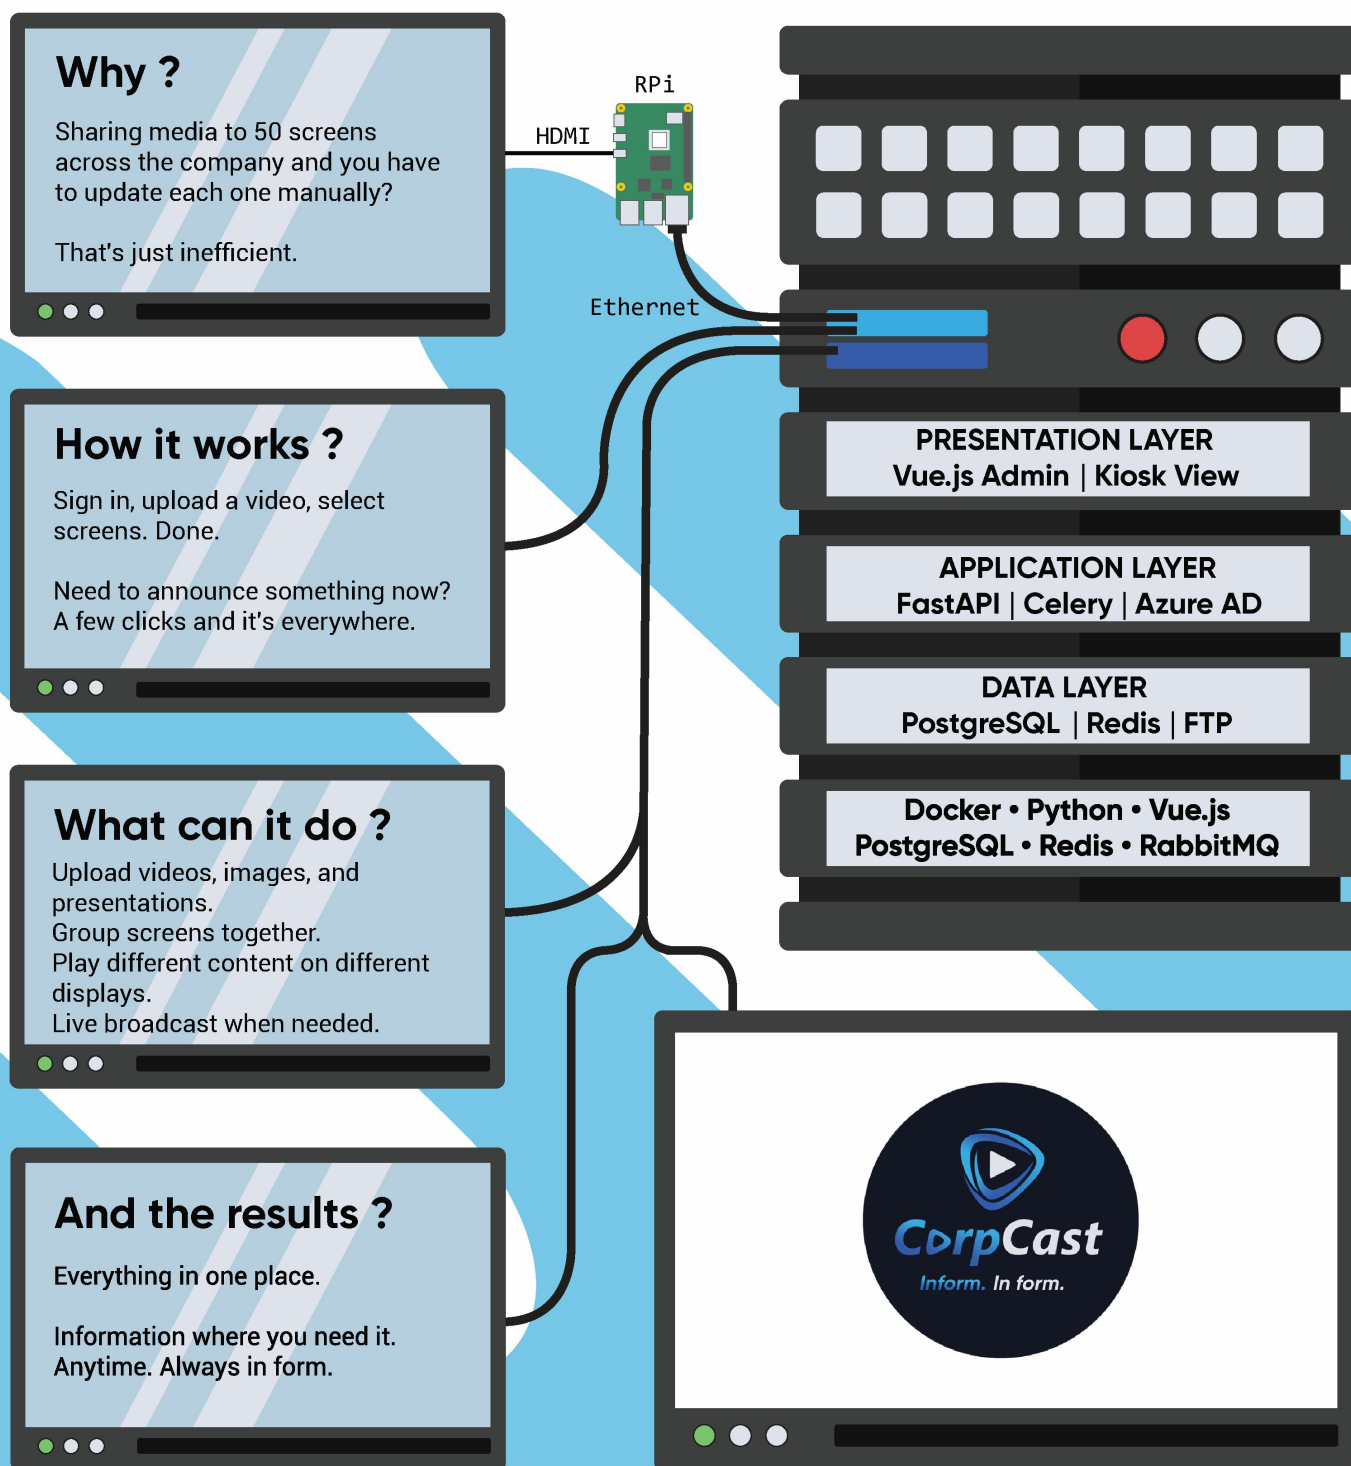 Why ?
Sharing media to 50 screens
across the company and you have
to update each one manually?
That's just inefficient.
RPi
HDMI
Ethernet
How it works ?
Sign in, upload a video, select
screens. Done.
Need to announce something now?
A few clicks and it's everywhere.
What can it do ?
Upload videos, images, and
presentations.
Group screens together.
Play different content on different
displays.
Live broadcast when needed.
And the results ?
Everything in one place.
Information where you need it.
Anytime. Always in form.
PRESENTATION LAYER
Vue.js Admin | Kiosk View
APPLICATION LAYER
FastAPI | Celery | Azure AD
DATA LAYER
PostgreSQL | Redis | FTP
Docker • Python • Vue.js
PostgreSQL • Redis • RabbitMQ
CorpCast
Inform. In form.